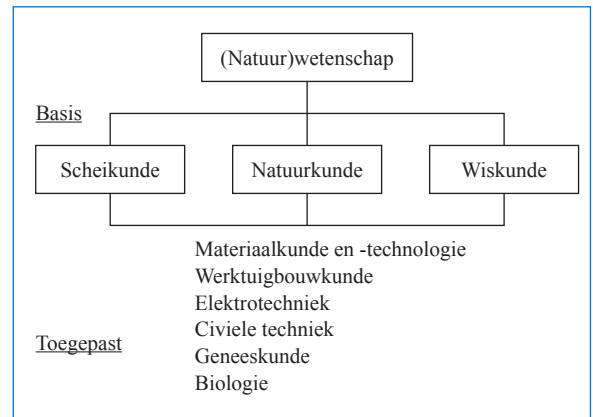 (Natuur)wetenschap
Basis
Scheikunde
Natuurkunde
Wiskunde
Materiaalkunde en -technologie
Werktuigbouwkunde
Elektrotechniek
Civiele techniek
Toegepast
Geneeskunde
Biologie